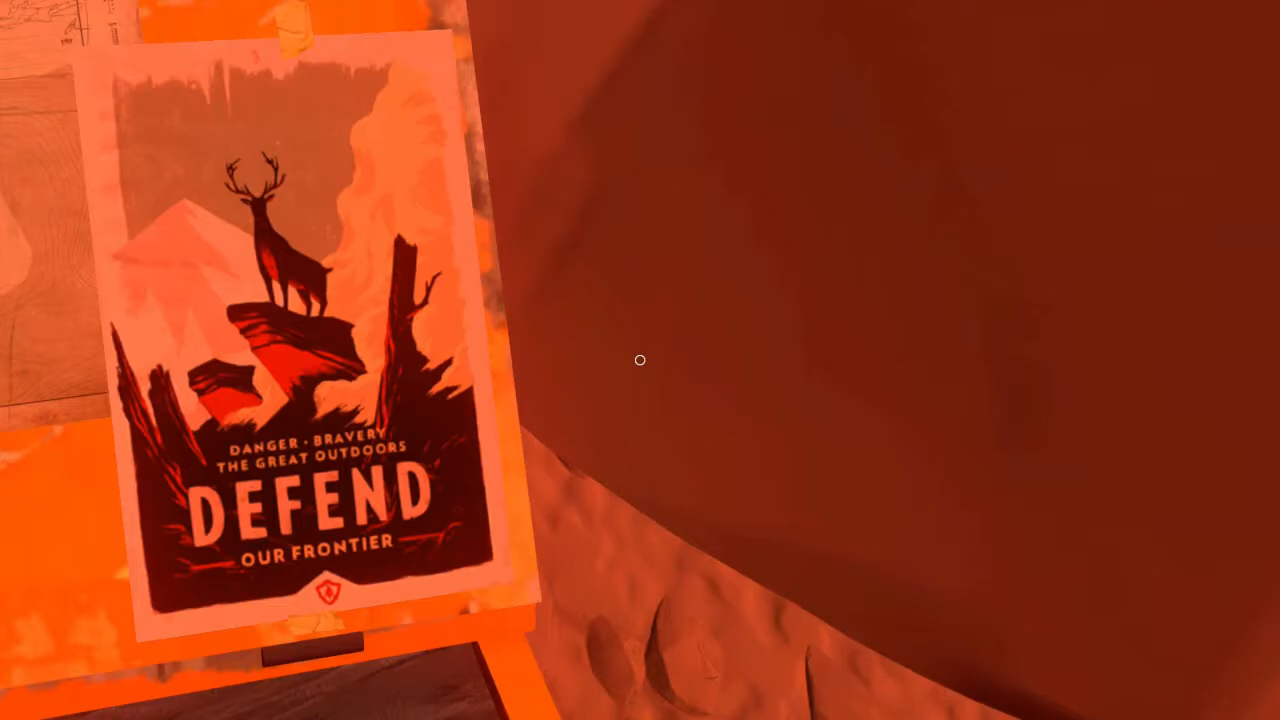 DANGER · BRAVERY
THE GREAT OUTDOORS
DEFEND
OUR FRONTIER